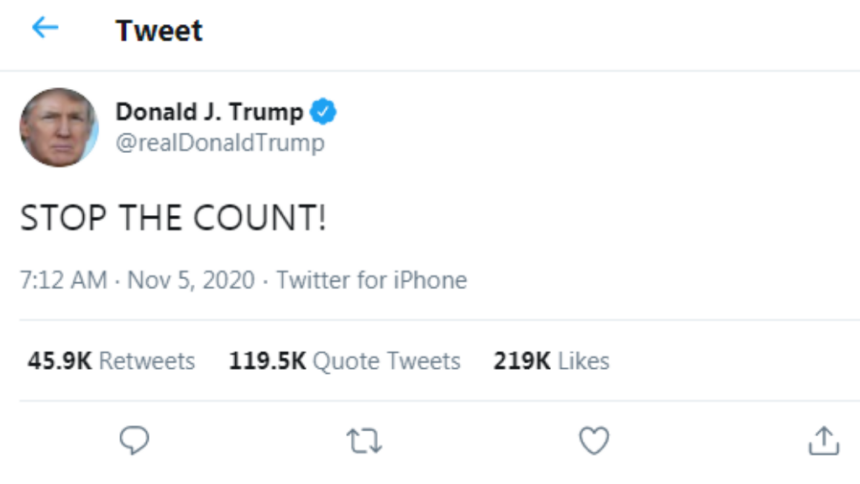 Tweet
Donald J. Trump
@realDonaldTrump
STOP THE COUNT!
7:12 AM · Nov 5, 2020 · Twitter for iPhone
45.9K Retweets 119.5K Quote Tweets 219K Likes